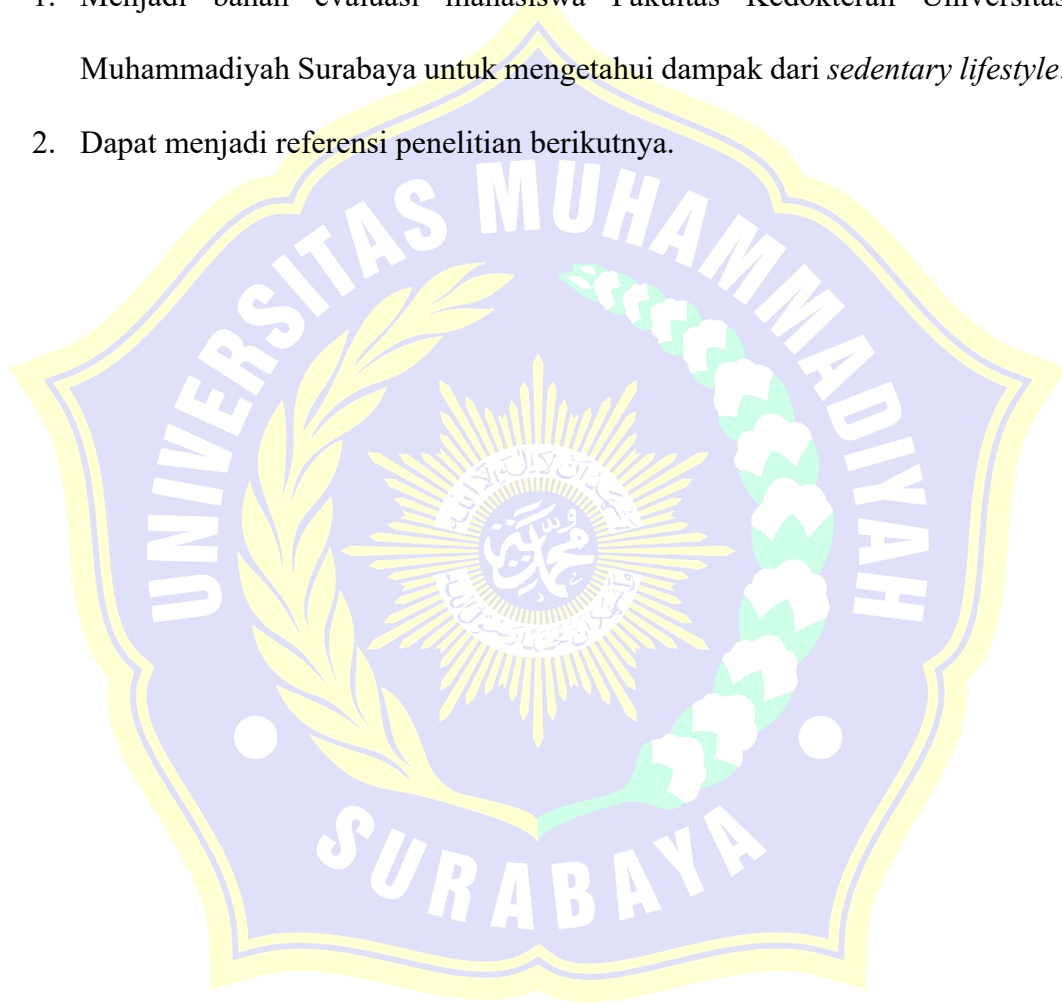 1. Menjadi bahan evaluasi mahasiswa Fakultas Kedokteran Universitas
Muhammadiyah Surabaya untuk mengetahui dampak dari sedentary lifestyle.
2. Dapat menjadi referensi penelitian berikutnya.
UNIVERSITAS MUHAMMADIYAH
محمد
SURABAYA